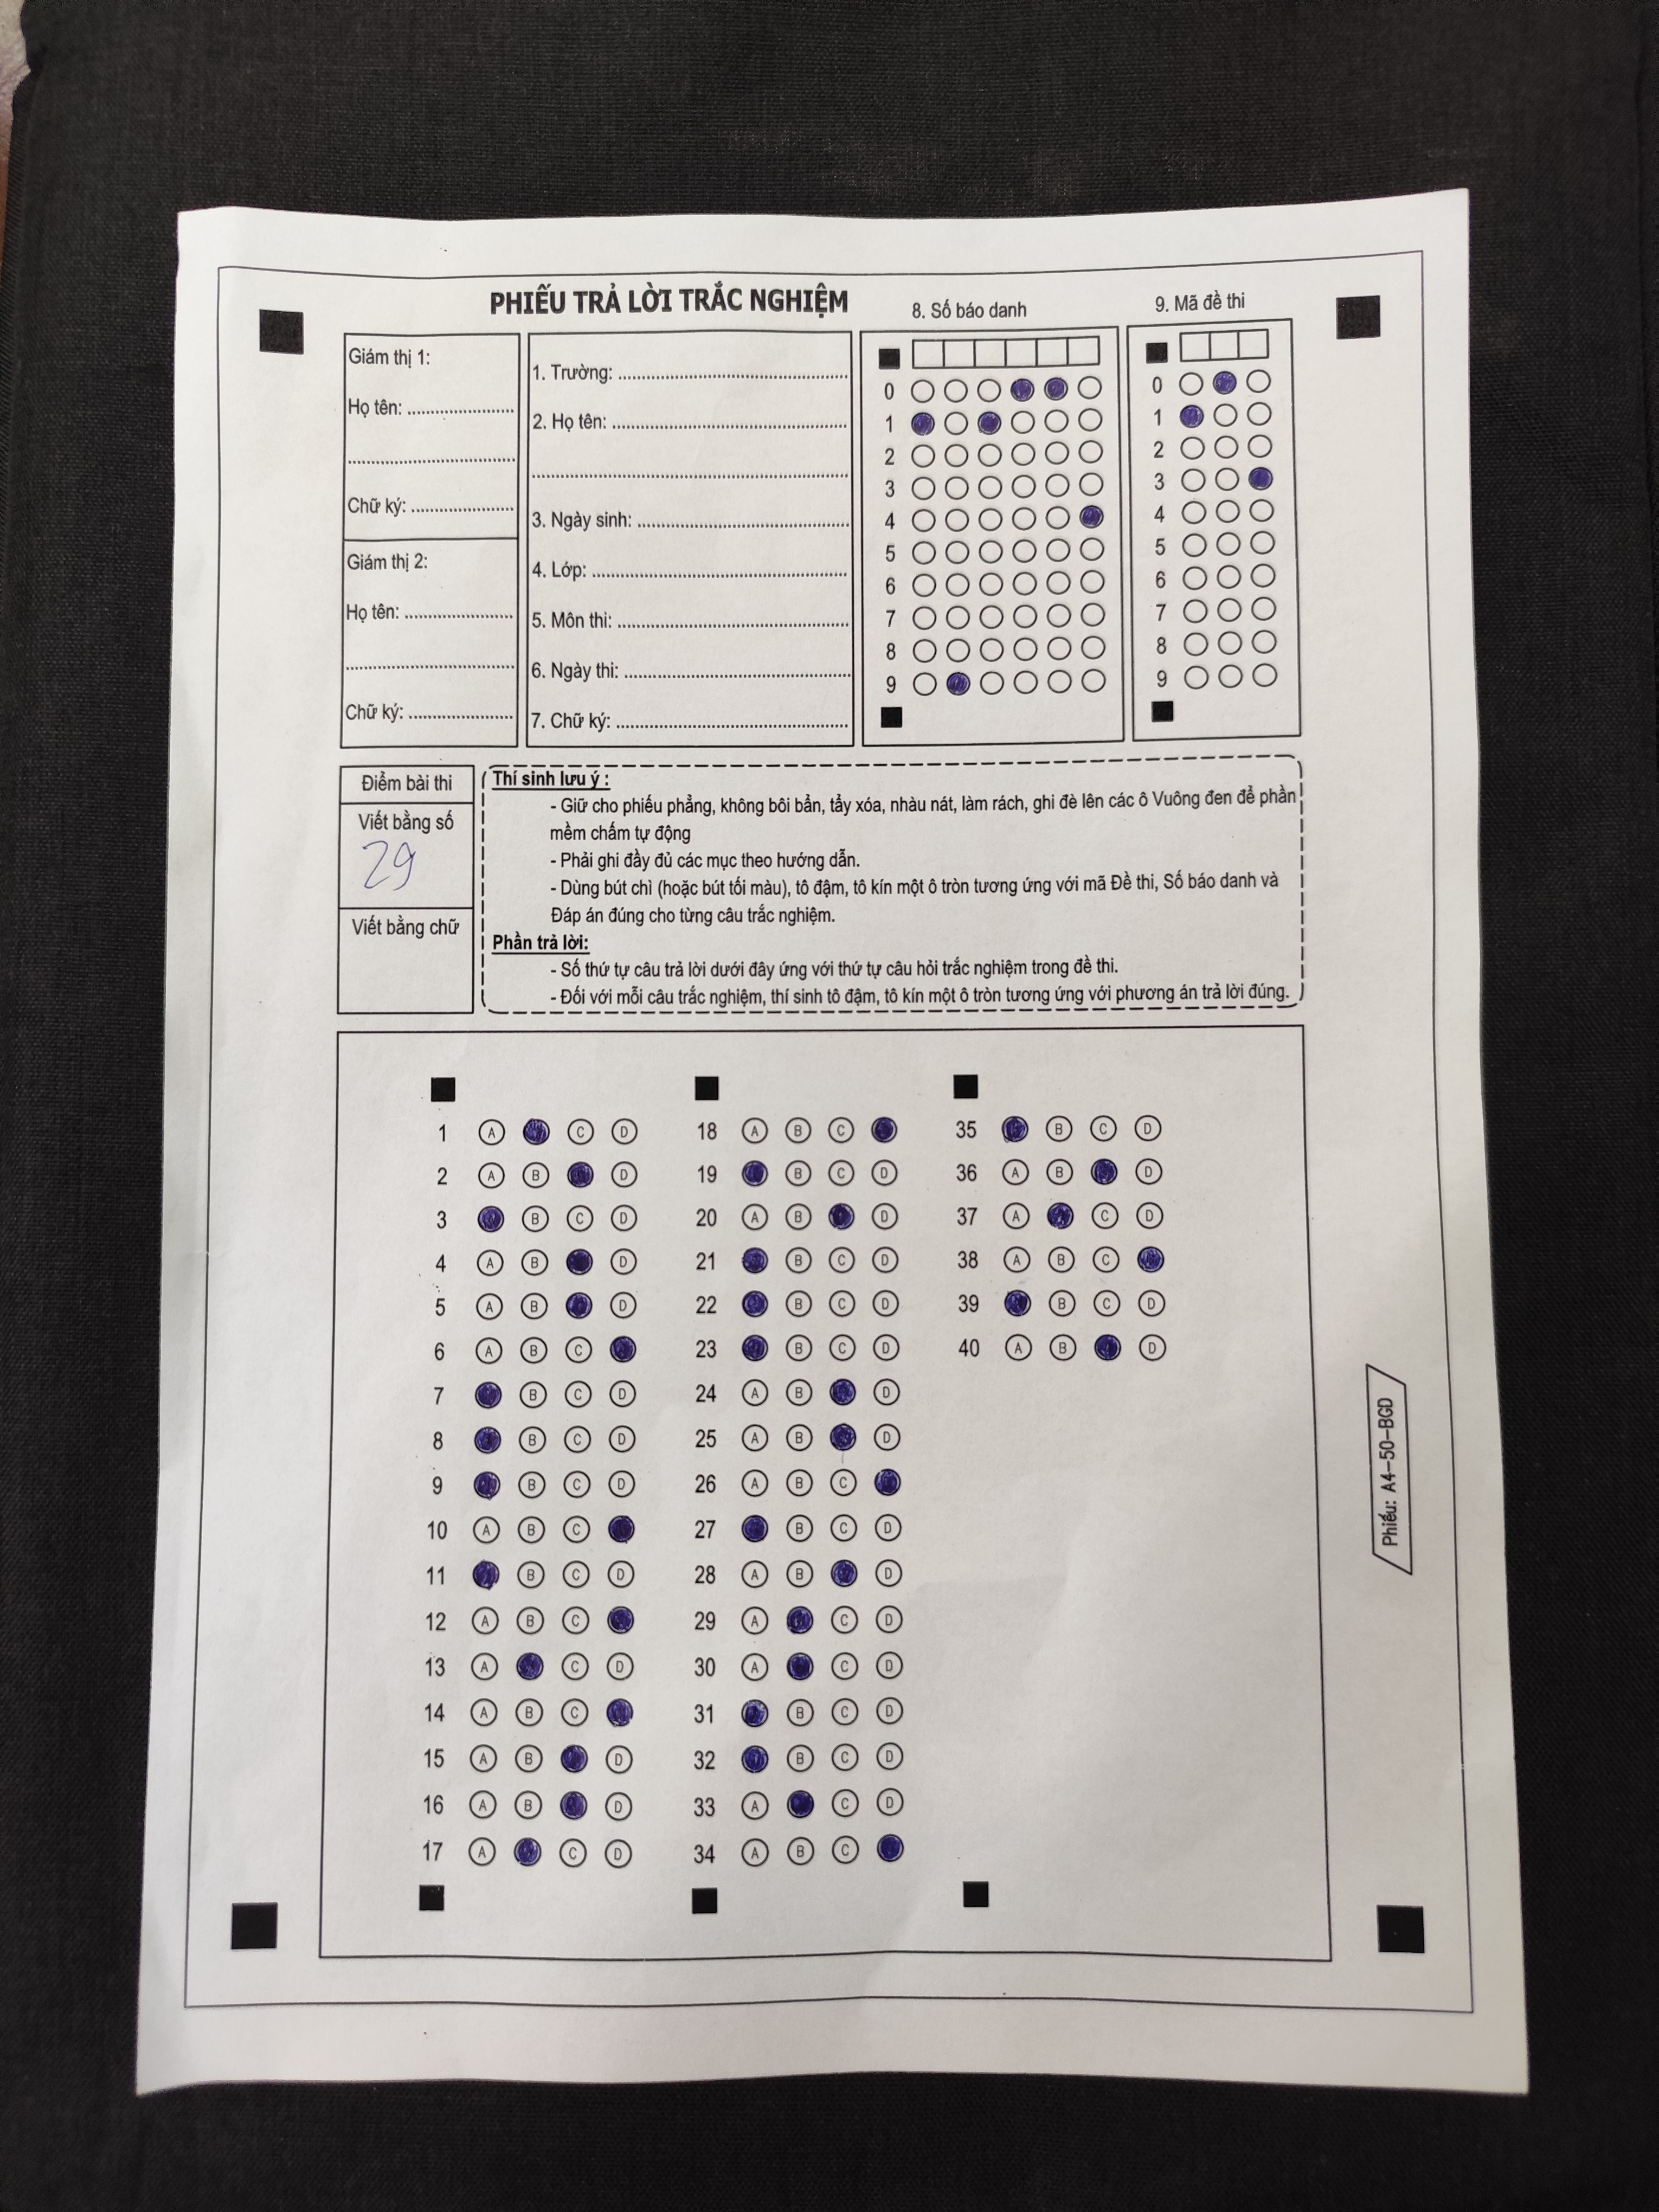 PHIẾU TRẢ LỜI TRẮC NGHIỆM
8. Số báo danh
9. Mã đề thi
Giám thị 1:
Họ tên: ......................
..................................
Chữ ký: .....................
Giám thị 2:
Họ tên: ......................
..................................
Chữ ký: .....................
1. Trường: ..............................................
2. Họ tên: ...............................................
................................................................
3. Ngày sinh: ..........................................
4. Lớp: ...................................................
5. Môn thi: ..............................................
6. Ngày thi: .............................................
7. Chữ ký: ..............................................
0
1
2
3
4
5
6
7
8
9
0
1
2
3
4
5
6
7
8
9
Điểm bài thi
Viết bằng số
29
Viết bằng chữ
Thí sinh lưu ý :
- Giữ cho phiếu phẳng, không bôi bẩn, tẩy xóa, nhàu nát, làm rách, ghi đè lên các ô Vuông đen để phần
mềm chấm tự động
- Phải ghi đầy đủ các mục theo hướng dẫn.
- Dùng bút chì (hoặc bút tối màu), tô đậm, tô kín một ô tròn tương ứng với mã Đề thi, Số báo danh và
Đáp án đúng cho từng câu trắc nghiệm.
Phần trả lời:
- Số thứ tự câu trả lời dưới đây ứng với thứ tự câu hỏi trắc nghiệm trong đề thi.
- Đối với mỗi câu trắc nghiệm, thí sinh tô đậm, tô kín một ô tròn tương ứng với phương án trả lời đúng.
1 A C D
2 A B D
3 B C D
4 A B D
5 A B D
6 A B C
7 B C D
8 B C D
9 B C D
10 A B C
11 B C D
12 A B C
13 A C D
14 A B C
15 A B D
16 A B D
17 A C D
18 A B C
19 B C D
20 A B D
21 B C D
22 B C D
23 B C D
24 A B D
25 A B D
26 A B C
27 B C D
28 A B D
29 A C D
30 A C D
31 B C D
32 B C D
33 A C D
34 A B C
35 B C D
36 A B D
37 A C D
38 A B C
39 B C D
40 A B D
Phiếu: A4-50-BGD